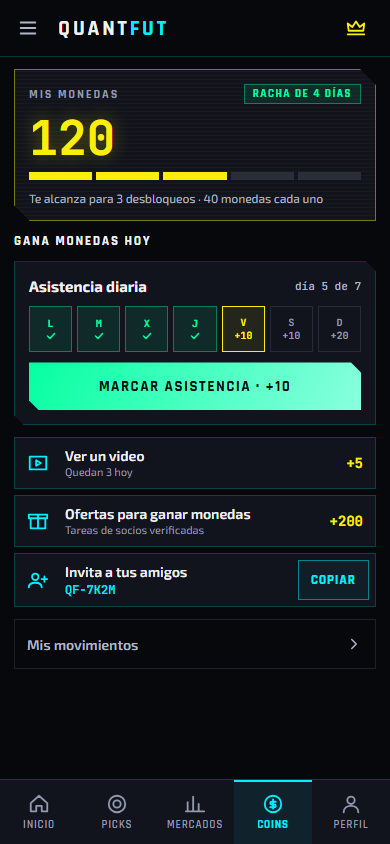 QUANTFUT
MIS MONEDAS
RACHA DE 4 DÍAS
120
Te alcanza para 3 desbloqueos · 40 monedas cada uno
GANA MONEDAS HOY
Asistencia diaria
día 5 de 7
L M X J V S D
+10 +10 +20
MARCAR ASISTENCIA · +10
Ver un video
Quedan 3 hoy
+5
Ofertas para ganar monedas
Tareas de socios verificadas
+200
Invita a tus amigos
QF-7K2M
COPIAR
Mis movimientos
INICIO PICKS MERCADOS COINS PERFIL